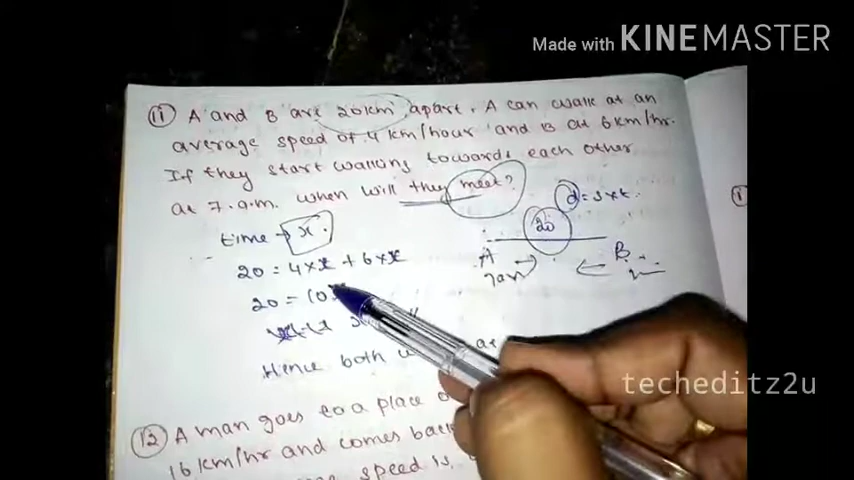 Made with KINEMASTER
(11) A and B are 20km apart. A can walk at an
average speed of 4 km/hour and B at 6km/hr.
If they start walking towards each other
at 7.a.m. when will they meet?
d = s x t.
time → x.
20
20 = 4 x x + 6 x x
A
B
7am
20 = 10
Hence both
at
techeditz2u
(12) A man goes to a place
16 km/hr and comes back
speed is